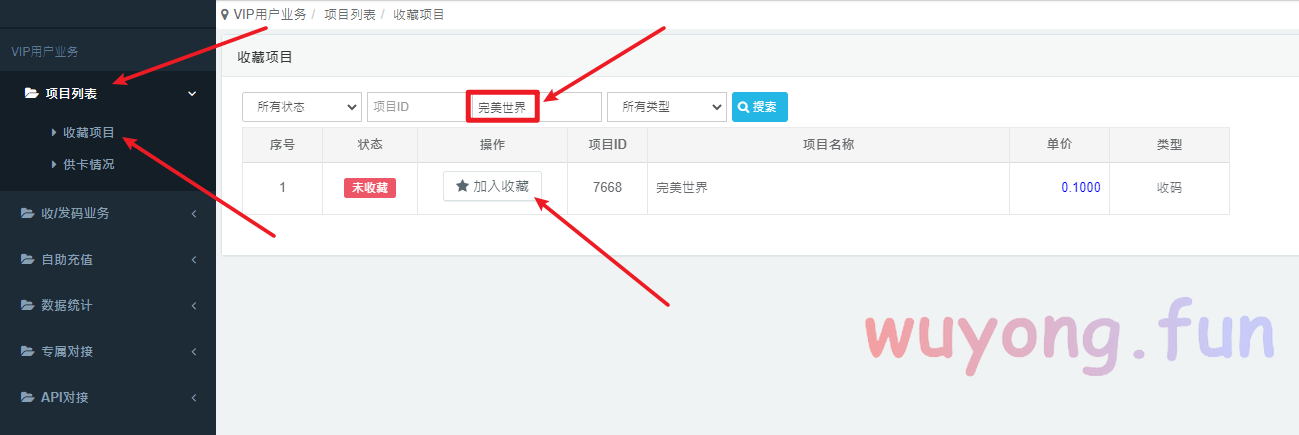 VIP用户业务 / 项目列表 / 收藏项目
VIP用户业务
项目列表
收藏项目
供卡情况
收/发码业务
自助充值
数据统计
专属对接
API对接
收藏项目
所有状态 项目ID 完美世界 所有类型 搜索
序号 状态 操作 项目ID 项目名称 单价 类型
1 未收藏 加入收藏 7668 完美世界 0.1000 收码
wuyong.fun